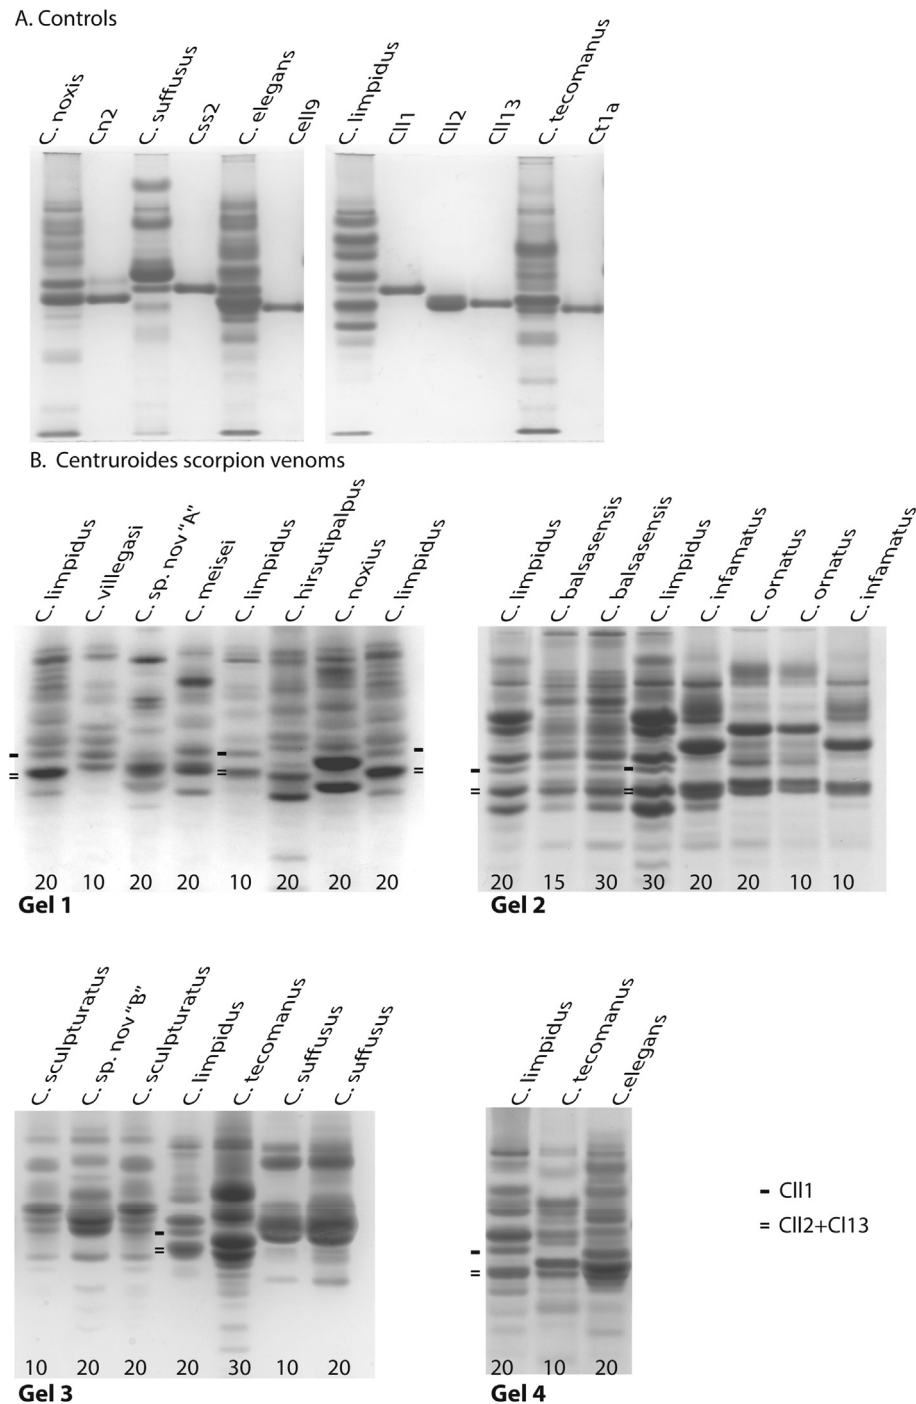 A. Controls
C. noxis
Cn2
C. suffusus
Css2
C. elegans
Cell9
C. limpidus
Cll1
Cll2
Cll13
C. tecomanus
Ct1a
B. Centruroides scorpion venoms
C. limpidus
C. villegasi
C. sp. nov "A"
C. meisei
C. limpidus
C. hirsutipalpus
C. noxius
C. limpidus
20 10 20 20 10 20 20 20
Gel 1
C. limpidus
C. balsasensis
C. balsasensis
C. limpidus
C. infamatus
C. ornatus
C. ornatus
C. infamatus
20 15 30 30 20 20 10 10
Gel 2
C. sculpturatus
C. sp. nov "B"
C. sculpturatus
C. limpidus
C. tecomanus
C. suffusus
C. suffusus
10 20 20 20 30 10 20
Gel 3
C. limpidus
C. tecomanus
C.elegans
20 10 20
Gel 4
- Cll1
= Cll2+Cl13